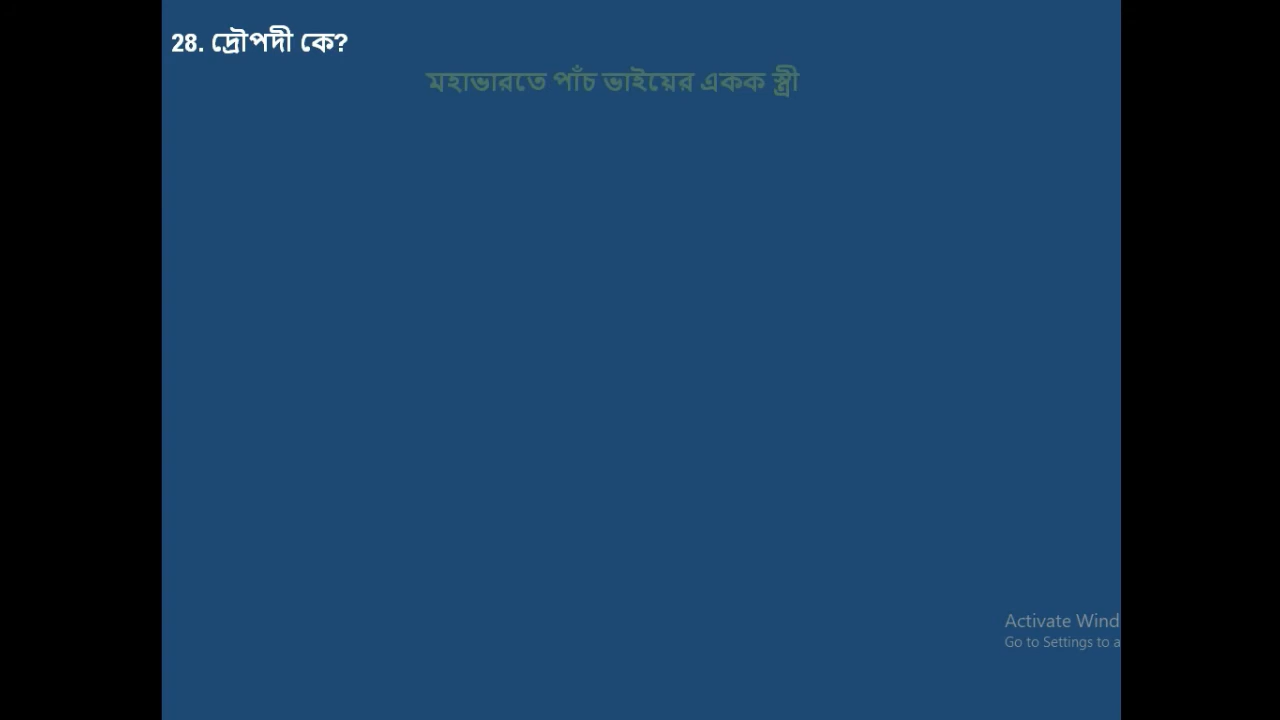 28. দ্রৌপদী কে?
মহাভারতে পাঁচ ভাইয়ের একক স্ত্রী
Activate Wind
Go to Settings to a